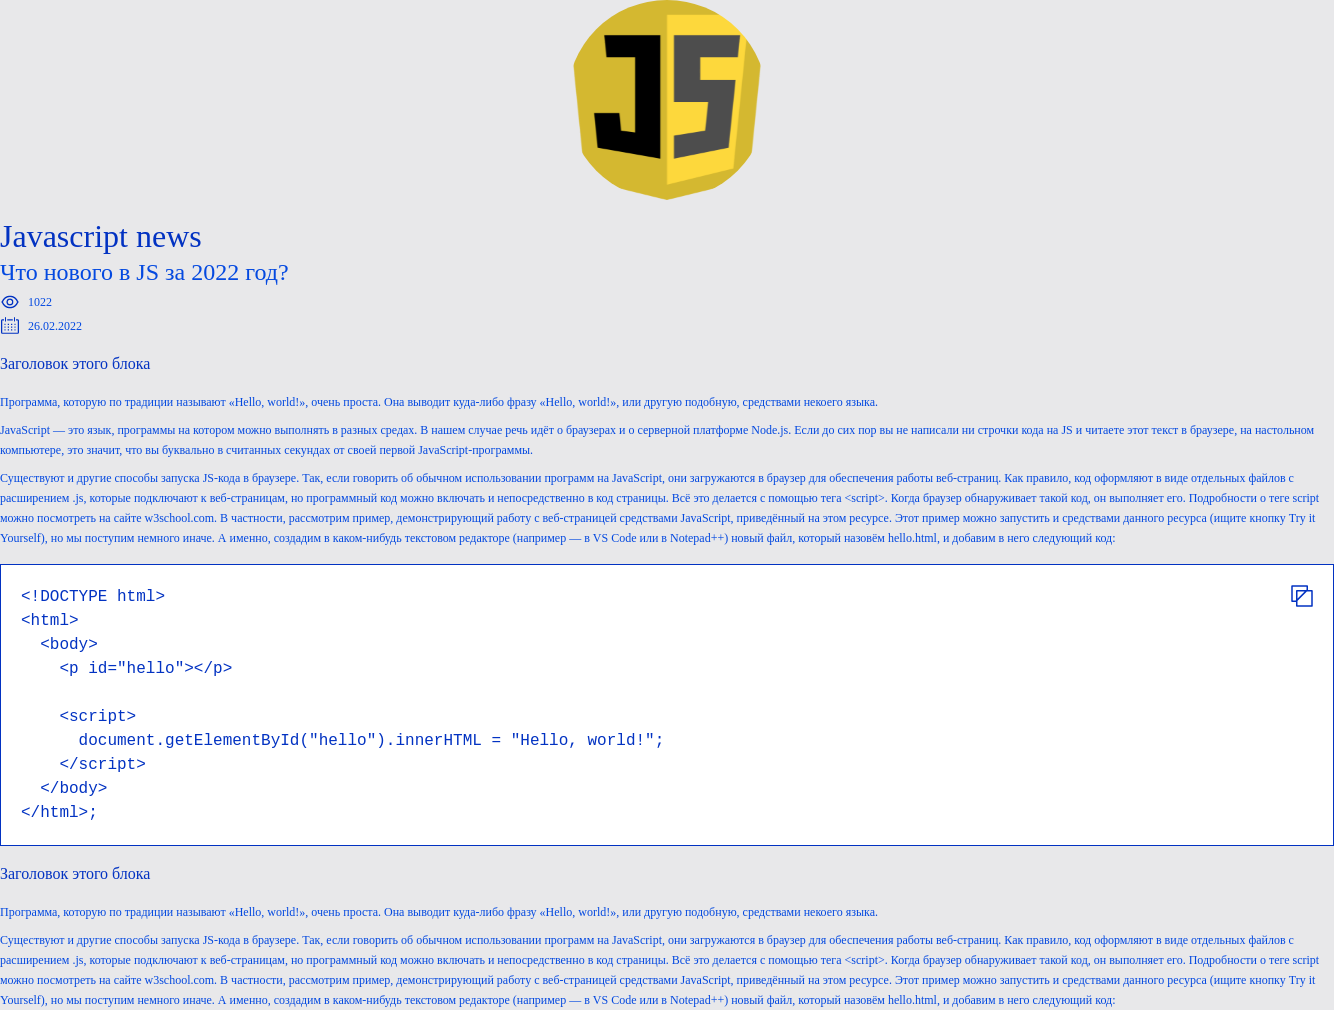 JS
Javascript news
Что нового в JS за 2022 год?
1022
26.02.2022
Заголовок этого блока
Программа, которую по традиции называют «Hello, world!», очень проста. Она выводит куда-либо фразу «Hello, world!», или другую подобную, средствами некоего языка.
JavaScript — это язык, программы на котором можно выполнять в разных средах. В нашем случае речь идёт о браузерах и о серверной платформе Node.js. Если до сих пор вы не написали ни строчки кода на JS и читаете этот текст в браузере, на настольном
компьютере, это значит, что вы буквально в считанных секундах от своей первой JavaScript-программы.
Существуют и другие способы запуска JS-кода в браузере. Так, если говорить об обычном использовании программ на JavaScript, они загружаются в браузер для обеспечения работы веб-страниц. Как правило, код оформляют в виде отдельных файлов с
расширением .js, которые подключают к веб-страницам, но программный код можно включать и непосредственно в код страницы. Всё это делается с помощью тега <script>. Когда браузер обнаруживает такой код, он выполняет его. Подробности о теге script
можно посмотреть на сайте w3school.com. В частности, рассмотрим пример, демонстрирующий работу с веб-страницей средствами JavaScript, приведённый на этом ресурсе. Этот пример можно запустить и средствами данного ресурса (ищите кнопку Try it
Yourself), но мы поступим немного иначе. А именно, создадим в каком-нибудь текстовом редакторе (например — в VS Code или в Notepad++) новый файл, который назовём hello.html, и добавим в него следующий код:
<!DOCTYPE html>
<html>
  <body>
    <p id="hello"></p>
    <script>
      document.getElementById("hello").innerHTML = "Hello, world!";
    </script>
  </body>
</html>;
Заголовок этого блока
Программа, которую по традиции называют «Hello, world!», очень проста. Она выводит куда-либо фразу «Hello, world!», или другую подобную, средствами некоего языка.
Существуют и другие способы запуска JS-кода в браузере. Так, если говорить об обычном использовании программ на JavaScript, они загружаются в браузер для обеспечения работы веб-страниц. Как правило, код оформляют в виде отдельных файлов с
расширением .js, которые подключают к веб-страницам, но программный код можно включать и непосредственно в код страницы. Всё это делается с помощью тега <script>. Когда браузер обнаруживает такой код, он выполняет его. Подробности о теге script
можно посмотреть на сайте w3school.com. В частности, рассмотрим пример, демонстрирующий работу с веб-страницей средствами JavaScript, приведённый на этом ресурсе. Этот пример можно запустить и средствами данного ресурса (ищите кнопку Try it
Yourself), но мы поступим немного иначе. А именно, создадим в каком-нибудь текстовом редакторе (например — в VS Code или в Notepad++) новый файл, который назовём hello.html, и добавим в него следующий код: